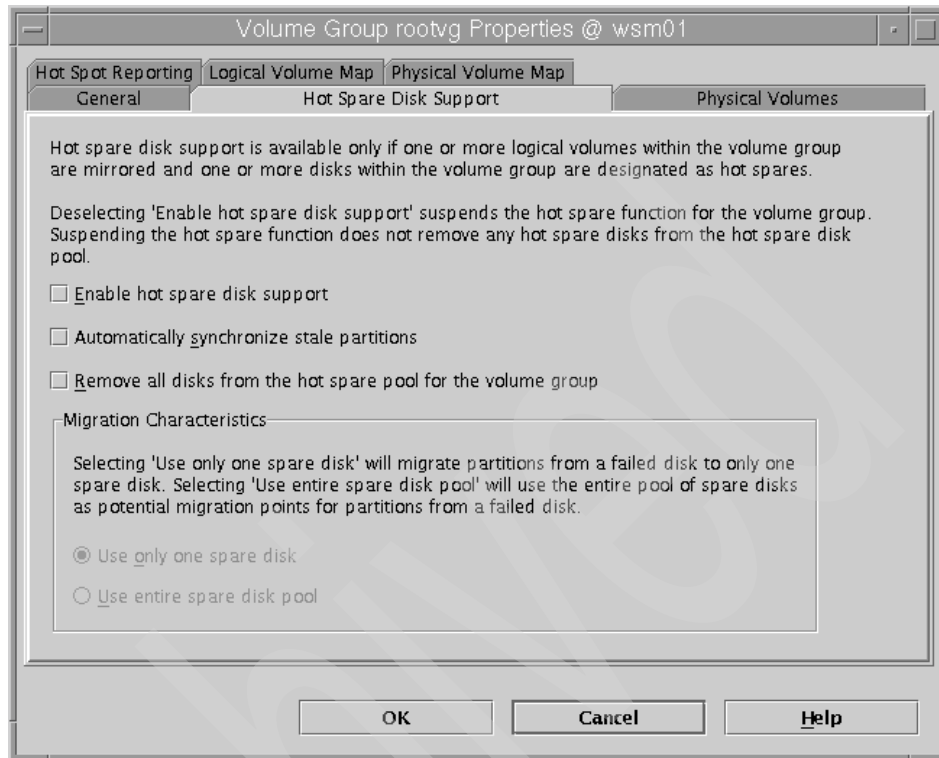 Volume Group rootvg Properties @ wsm01
Hot Spot Reporting Logical Volume Map Physical Volume Map
General Hot Spare Disk Support Physical Volumes
Hot spare disk support is available only if one or more logical volumes within the volume group
are mirrored and one or more disks within the volume group are designated as hot spares.
Deselecting 'Enable hot spare disk support' suspends the hot spare function for the volume group.
Suspending the hot spare function does not remove any hot spare disks from the hot spare disk
pool.
Enable hot spare disk support
Automatically synchronize stale partitions
Remove all disks from the hot spare pool for the volume group
Migration Characteristics
Selecting 'Use only one spare disk' will migrate partitions from a failed disk to only one
spare disk. Selecting 'Use entire spare disk pool' will use the entire pool of spare disks
as potential migration points for partitions from a failed disk.
Use only one spare disk
Use entire spare disk pool
OK Cancel Help